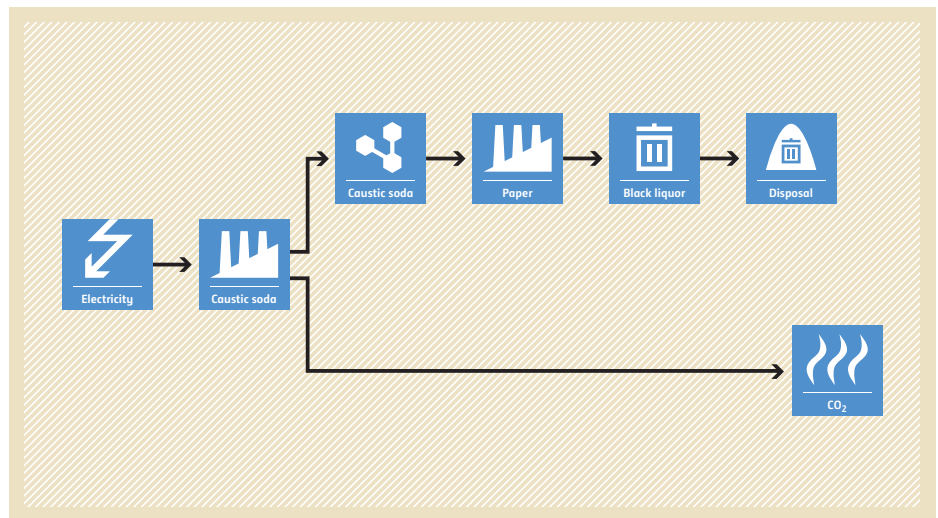 Caustic soda
Paper
Black liquor
Disposal
Electricity
Caustic soda
CO₂